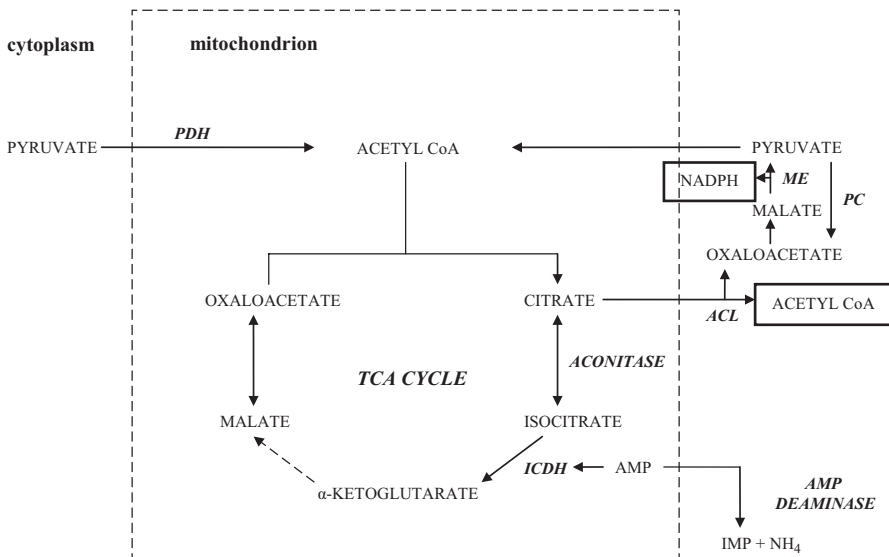 cytoplasm
mitochondrion
PYRUVATE
PDH
ACETYL CoA
PYRUVATE
NADPH
ME
MALATE
PC
OXALOACETATE
OXALOACETATE
CITRATE
ACL
ACETYL CoA
ACONITASE
TCA CYCLE
MALATE
ISOCITRATE
α-KETOGLUTARATE
ICDH
AMP
AMP
DEAMINASE
IMP + NH₄